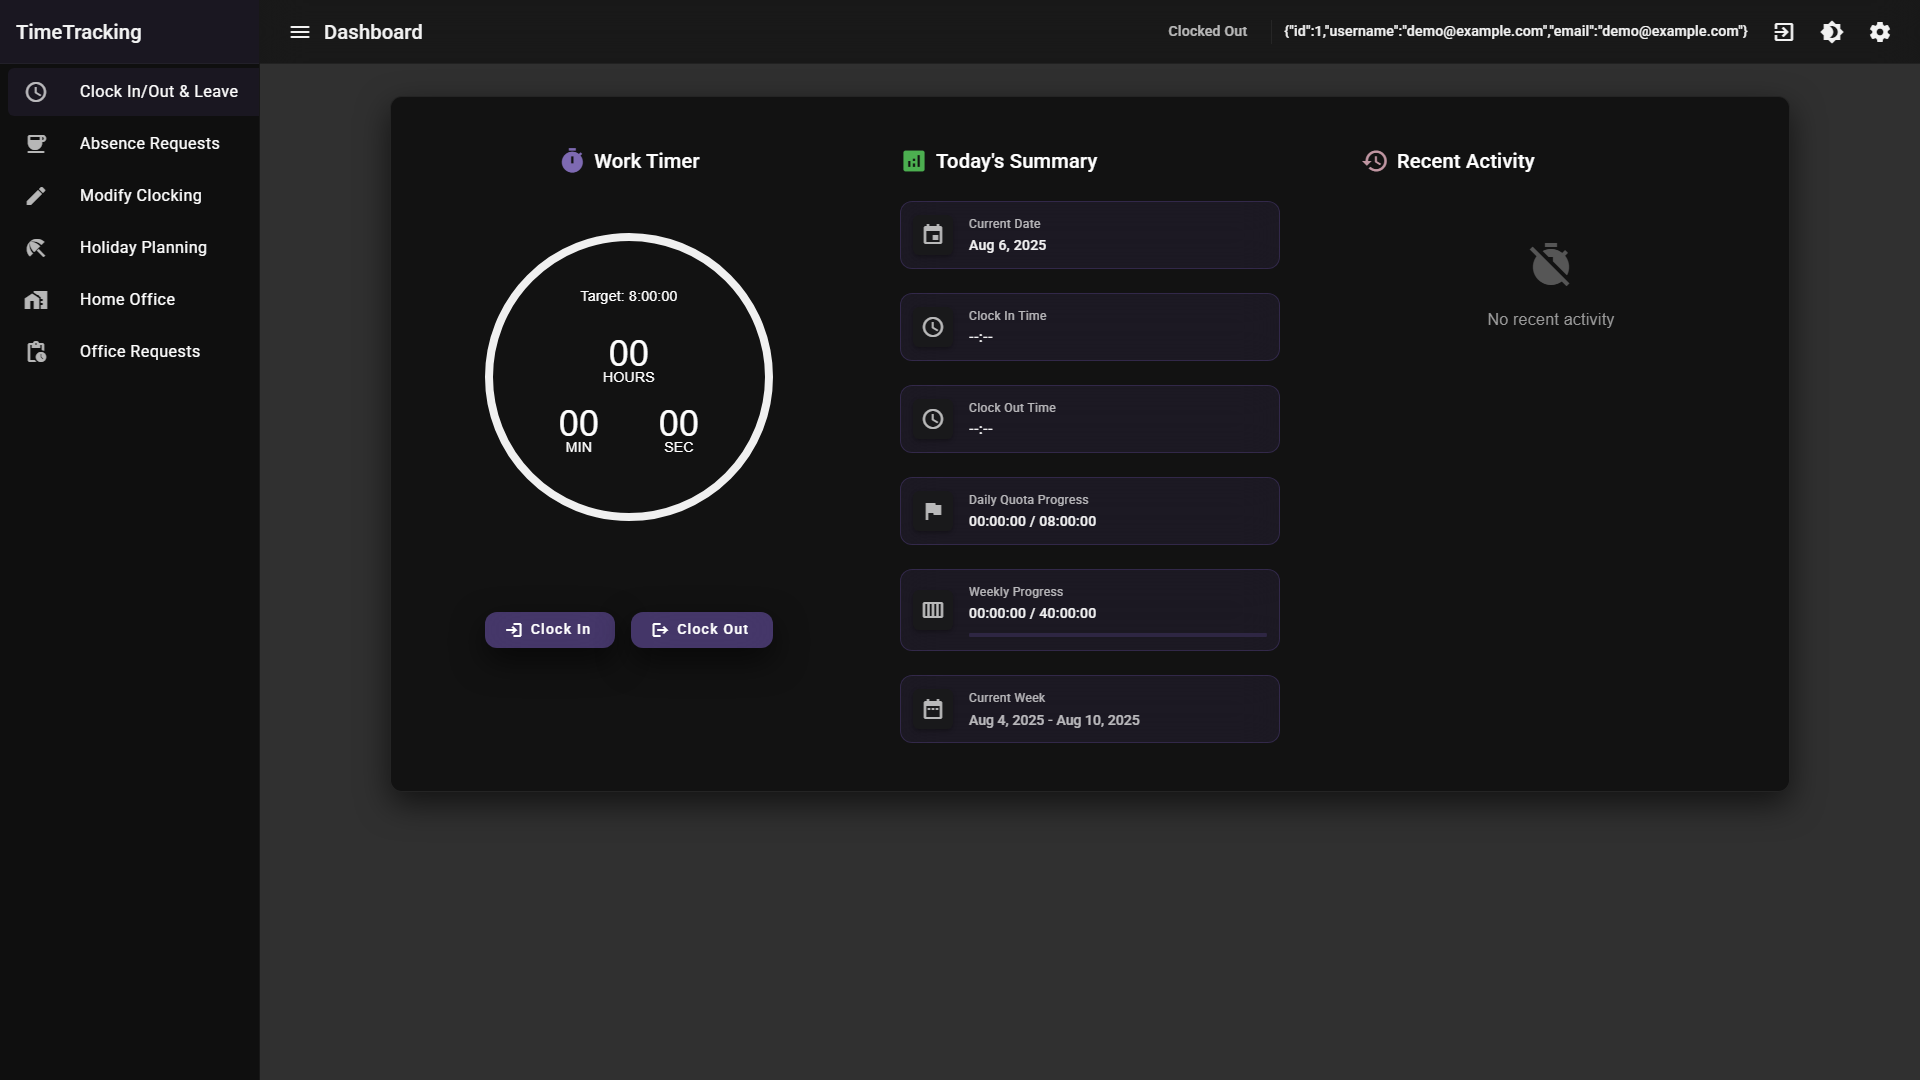 TimeTracking
Dashboard
Clocked Out
{"id":1,"username":"demo@example.com","email":"demo@example.com"}
Clock In/Out & Leave
Absence Requests
Modify Clocking
Holiday Planning
Home Office
Office Requests
Work Timer
Target: 8:00:00
00
HOURS
00
MIN
00
SEC
Clock In
Clock Out
Today's Summary
Current Date
Aug 6, 2025
Clock In Time
--:--
Clock Out Time
--:--
Daily Quota Progress
00:00:00 / 08:00:00
Weekly Progress
00:00:00 / 40:00:00
Current Week
Aug 4, 2025 - Aug 10, 2025
Recent Activity
No recent activity